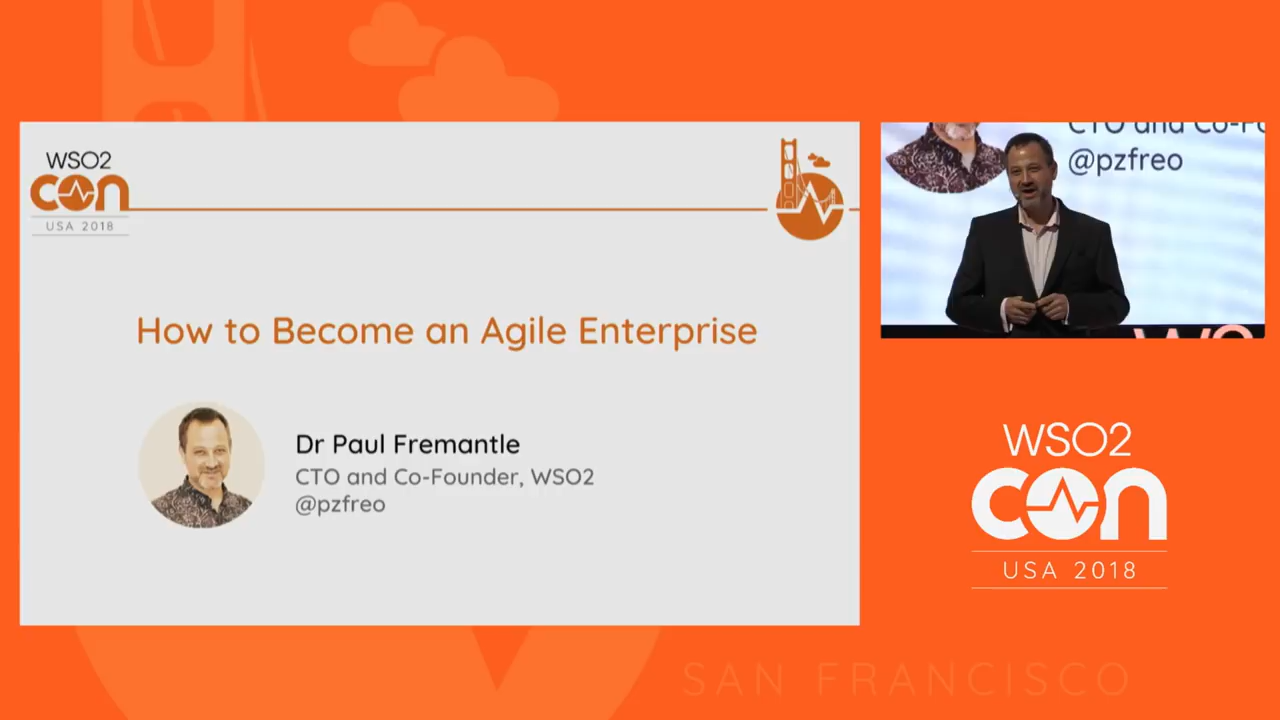 WSO2
con
USA 2018
How to Become an Agile Enterprise
Dr Paul Fremantle
CTO and Co-Founder, WSO2
@pzfreo
CTO and Co-Fo
@pzfreo
WSO2
con
USA 2018
SAN FRANCISCO